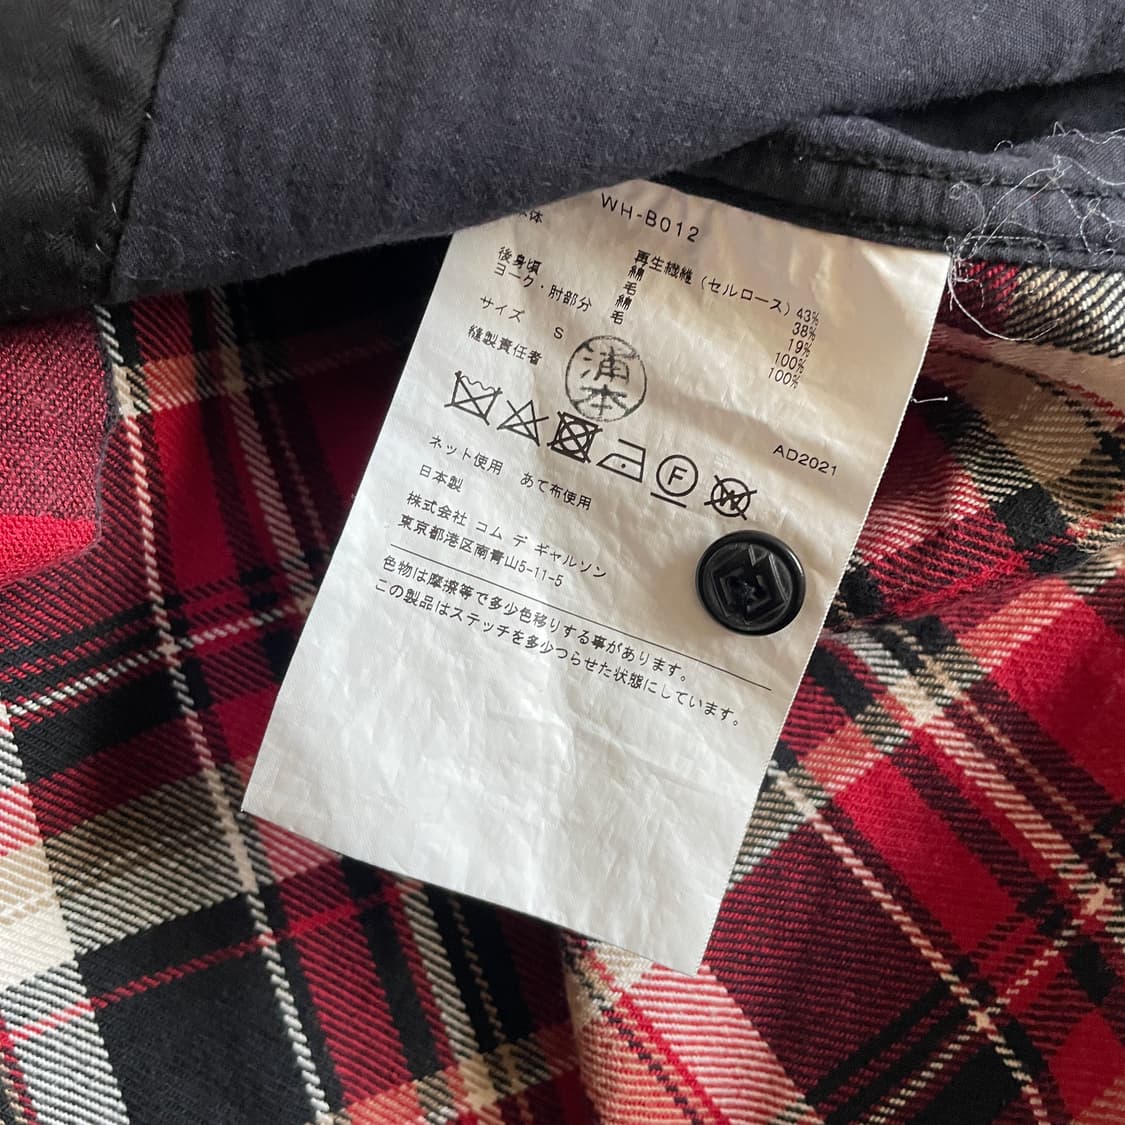 WH-B012
体 再生繊維（セルロース） 43%
綿 38%
毛 19%
後身頃 綿 100%
ヨーク・肘部分 毛 100%
サイズ S
縫製責任者 涌本
AD2021
F
W
ネット使用 あて布使用
日本製
株式会社 コム デ ギャルソン
東京都港区南青山5-11-5
色物は摩擦等で多少色移りする事があります。
この製品はステッチを多少つらせた状態にしています。